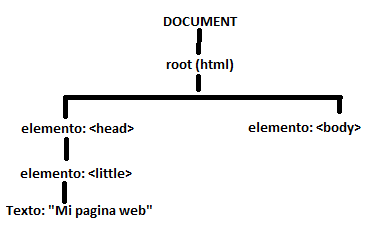 DOCUMENT
root (html)
elemento: <head>
elemento: <body>
elemento: <little>
Texto: "Mi pagina web"